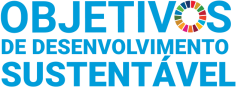 OBJETIVOS
DE DESENVOLVIMENTO
SUSTENTÁVEL